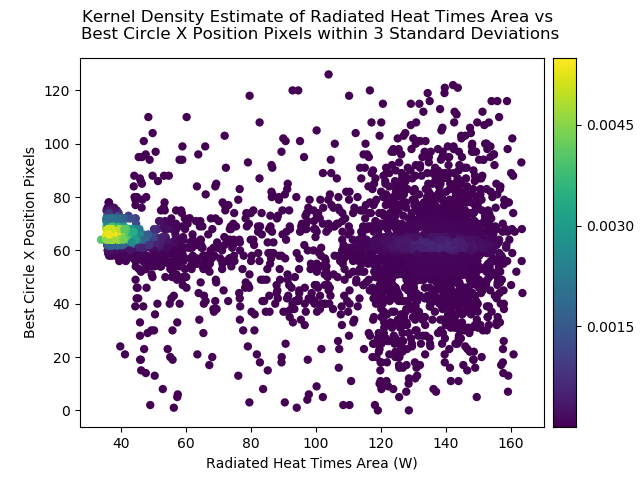 Kernel Density Estimate of Radiated Heat Times Area vs
Best Circle X Position Pixels within 3 Standard Deviations
Best Circle X Position Pixels
120
100
80
60
40
20
0
40 60 80 100 120 140 160
Radiated Heat Times Area (W)
0.0045
0.0030
0.0015